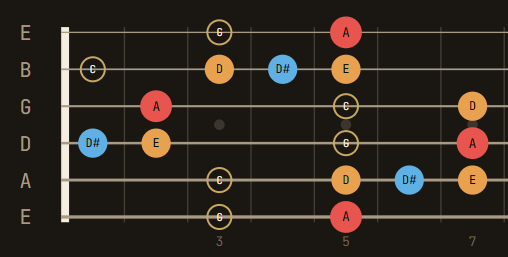 E G A
B C D D# E
G A C D
D D# E G A
A C D D# E
E G A
3 5 7